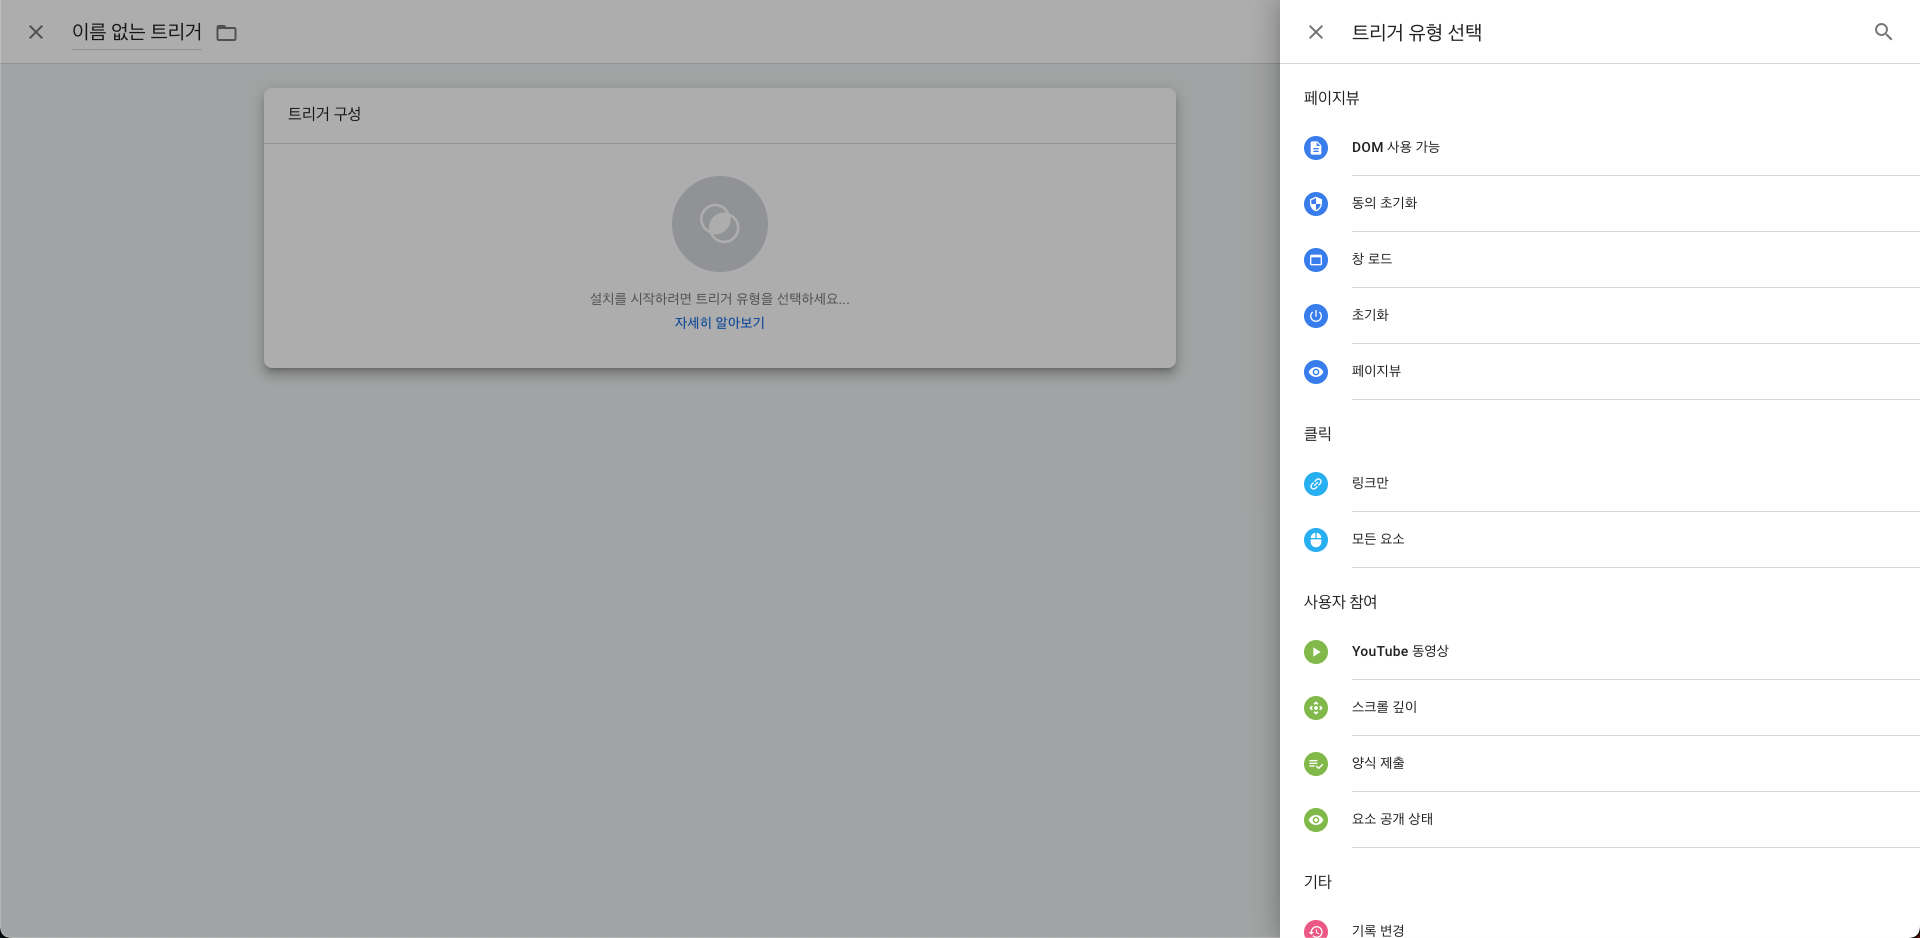 이름 없는 트리거
트리거 구성
설치를 시작하려면 트리거 유형을 선택하세요...
자세히 알아보기
트리거 유형 선택
페이지뷰
DOM 사용 가능
동의 초기화
창 로드
초기화
페이지뷰
클릭
링크만
모든 요소
사용자 참여
YouTube 동영상
스크롤 깊이
양식 제출
요소 공개 상태
기타
기록 변경